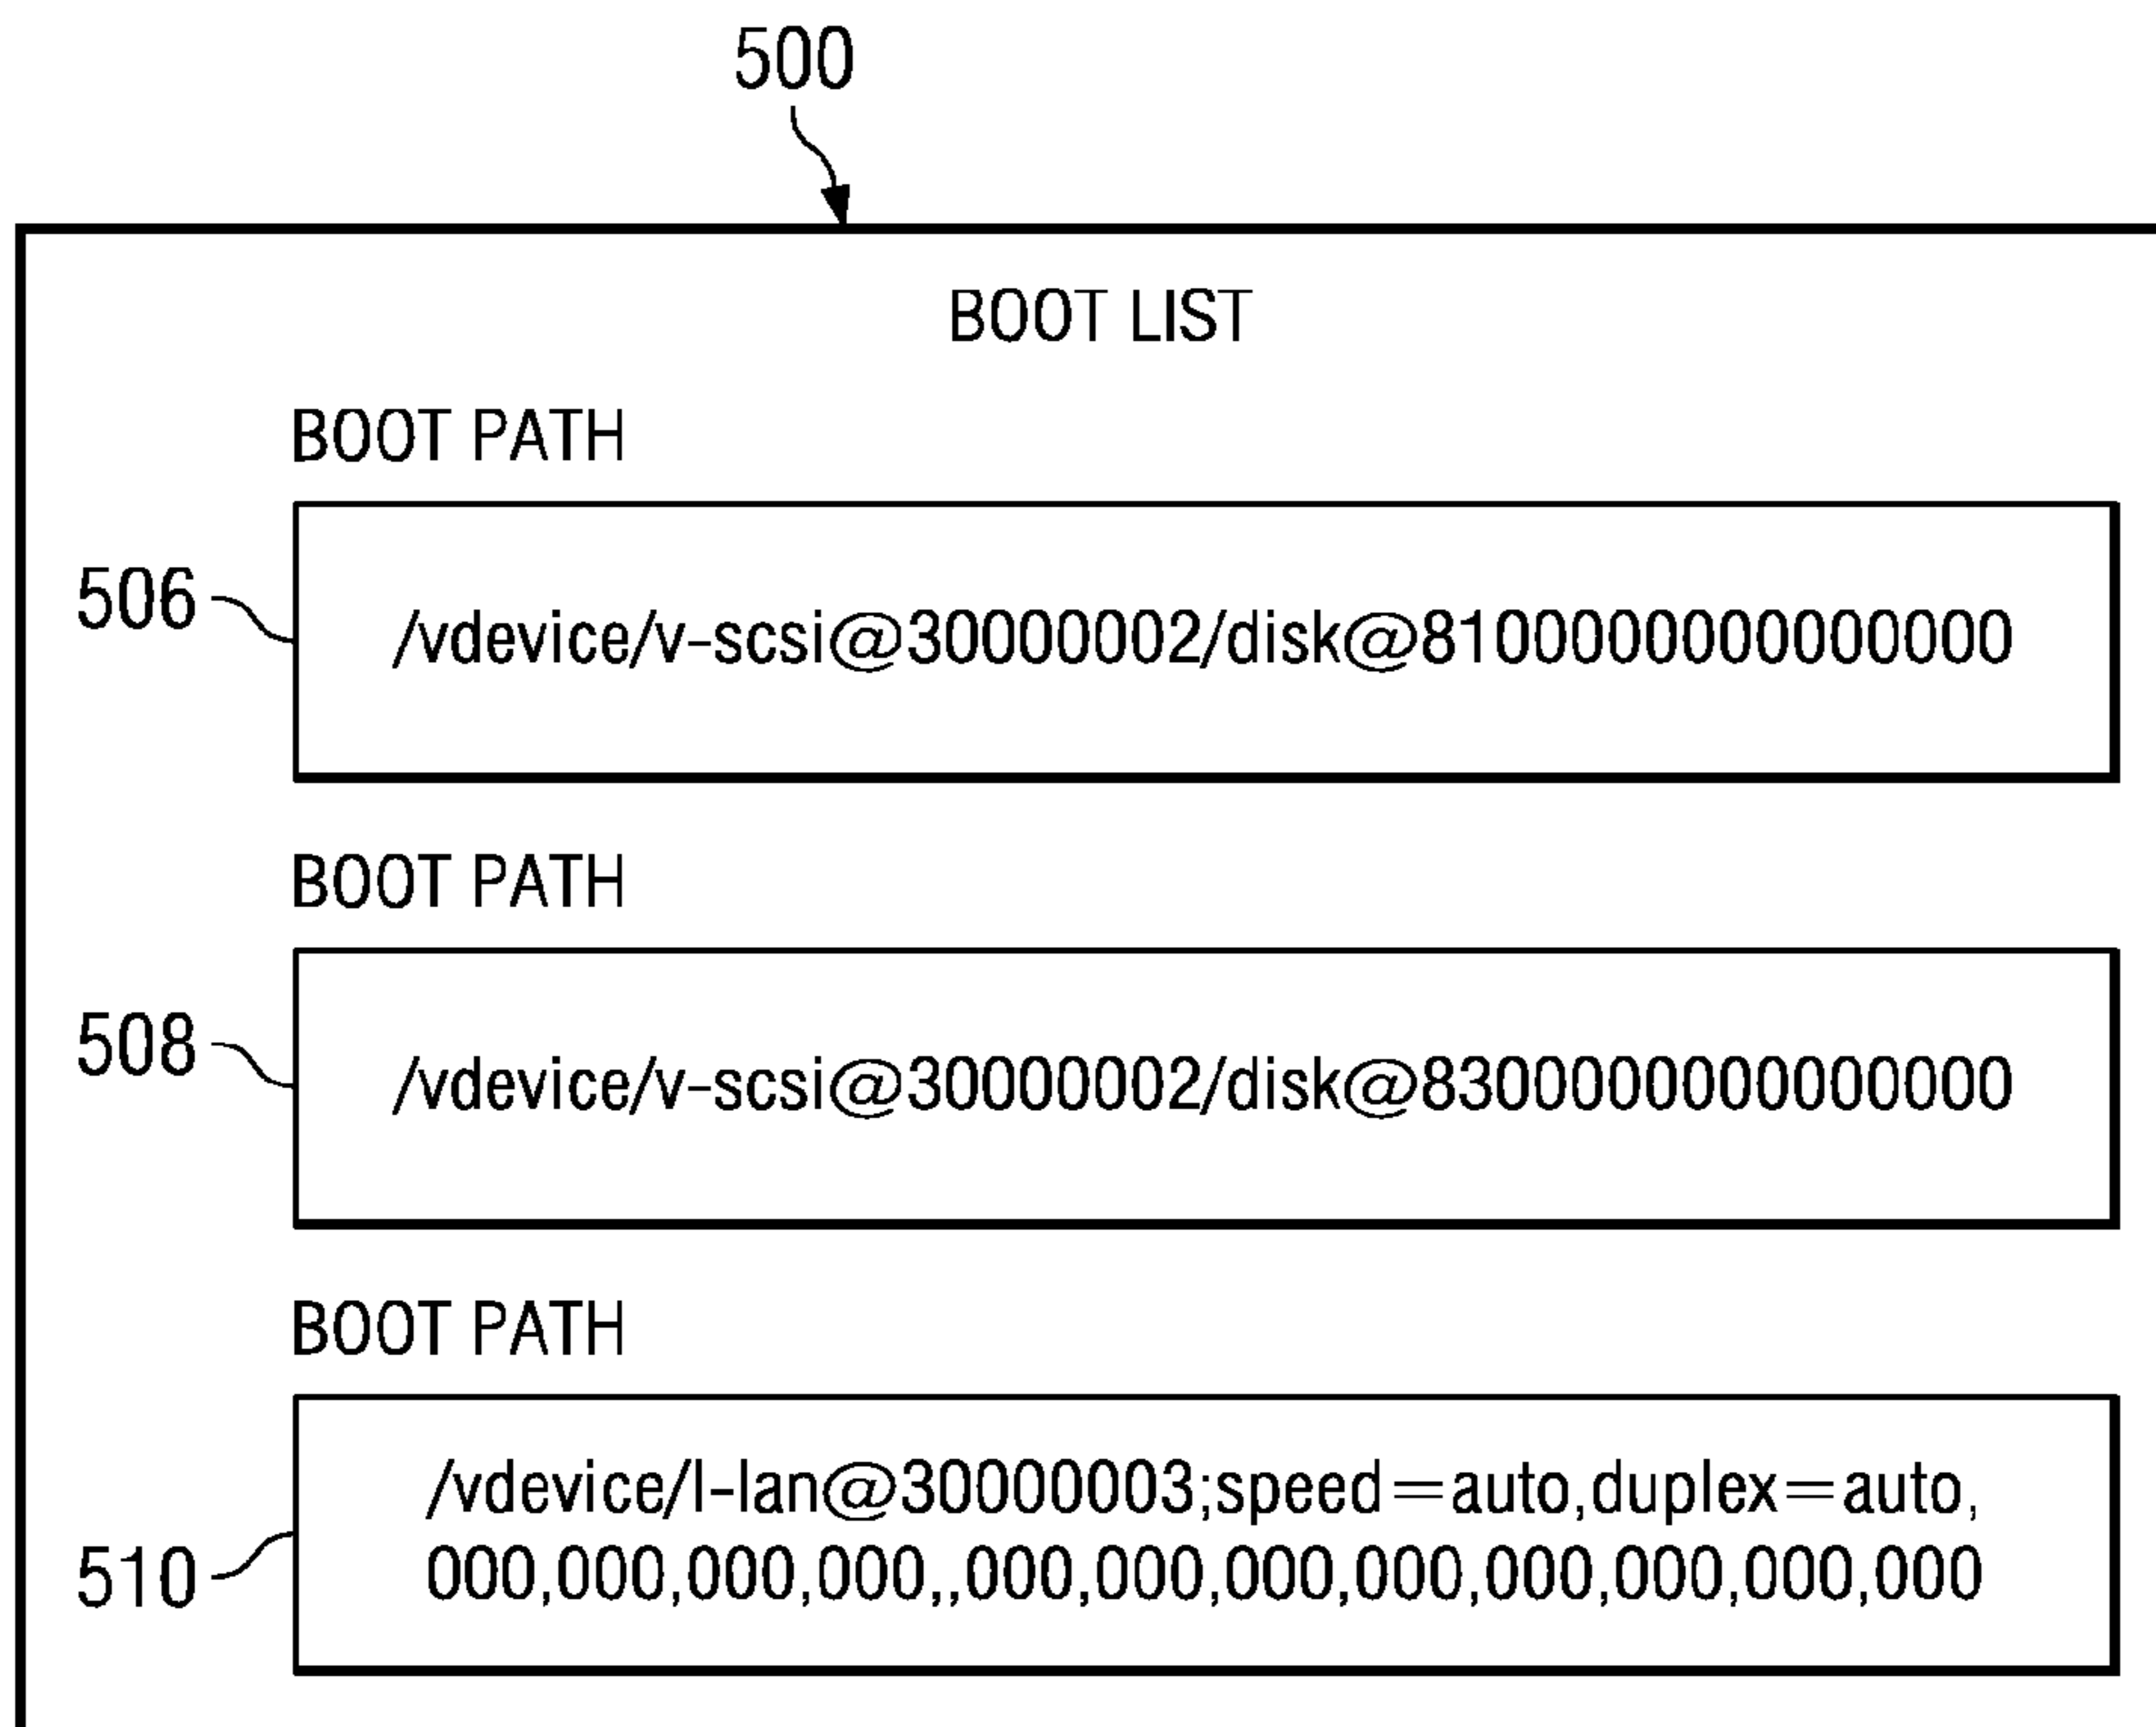 500
BOOT LIST
BOOT PATH
506
/vdevice/v-scsi@30000002/disk@8100000000000000
BOOT PATH
508
/vdevice/v-scsi@30000002/disk@8300000000000000
BOOT PATH
510
/vdevice/l-lan@30000003;speed=auto,duplex=auto,
000,000,000,000,,000,000,000,000,000,000,000,000